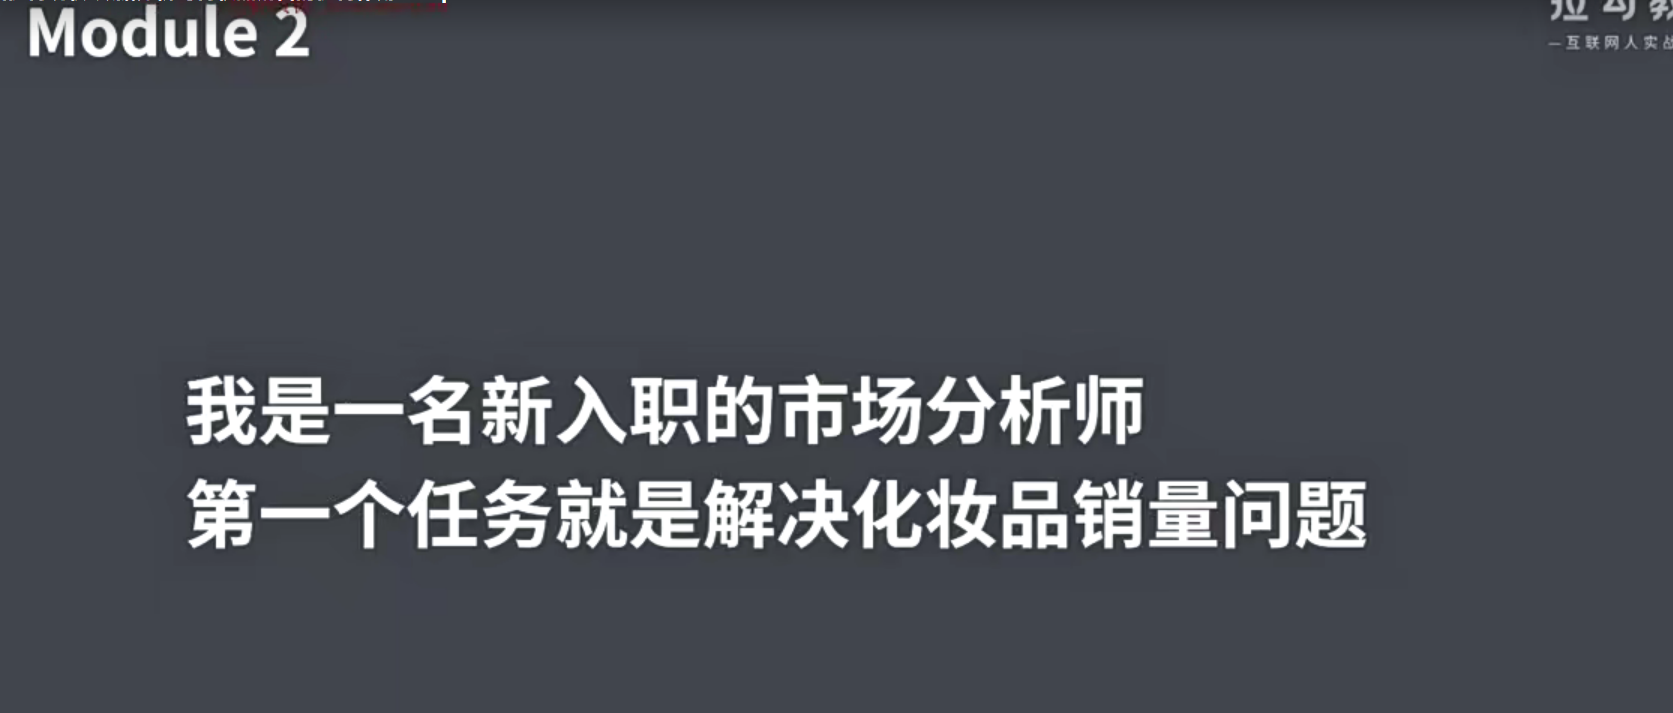 Module 2
一互联网人实战
我是一名新入职的市场分析师
第一个任务就是解决化妆品销量问题